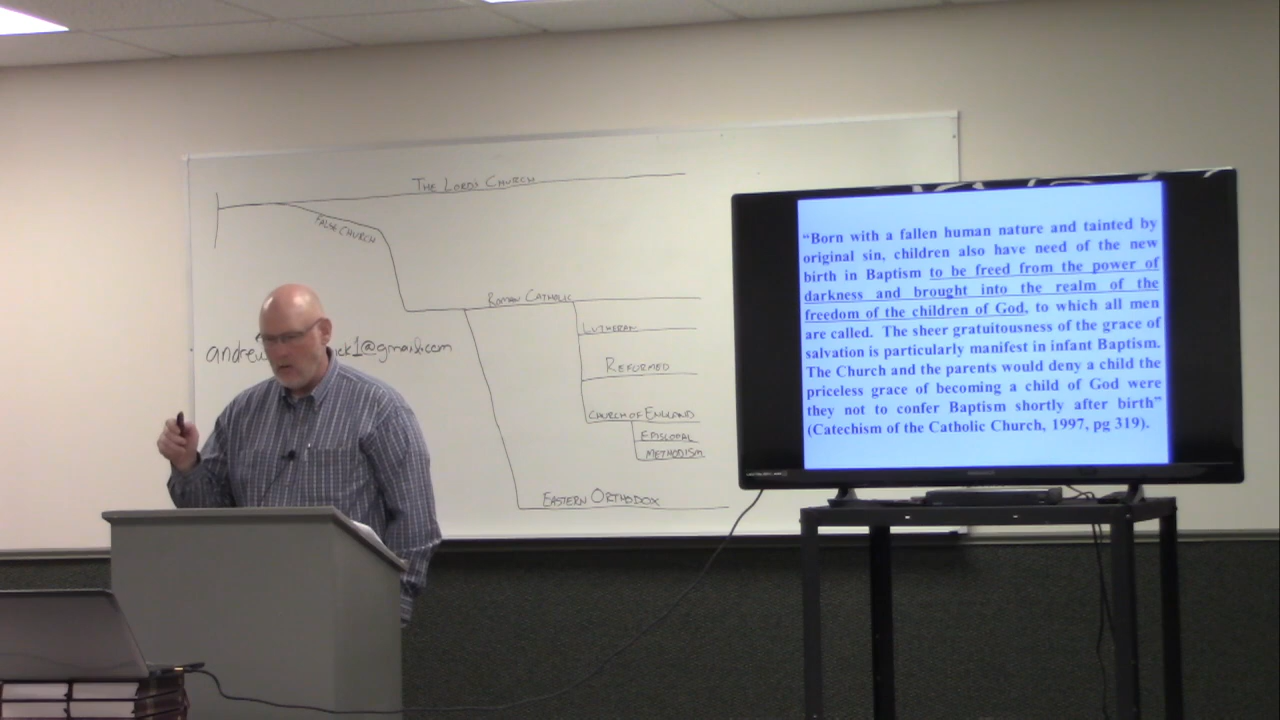 THE LORDS CHURCH
FALSE CHURCH
ROMAN CATHOLIC
LUTHERAN
REFORMED
CHURCH OF ENGLAND
EPISCOPAL
METHODISM
EASTERN ORTHODOX
“Born with a fallen human nature and tainted by
original sin, children also have need of the new
birth in Baptism to be freed from the power of
darkness and brought into the realm of the
freedom of the children of God, to which all men
are called. The sheer gratuitousness of the grace of
salvation is particularly manifest in infant Baptism.
The Church and the parents would deny a child the
priceless grace of becoming a child of God were
they not to confer Baptism shortly after birth”
(Catechism of the Catholic Church, 1997, pg 319).